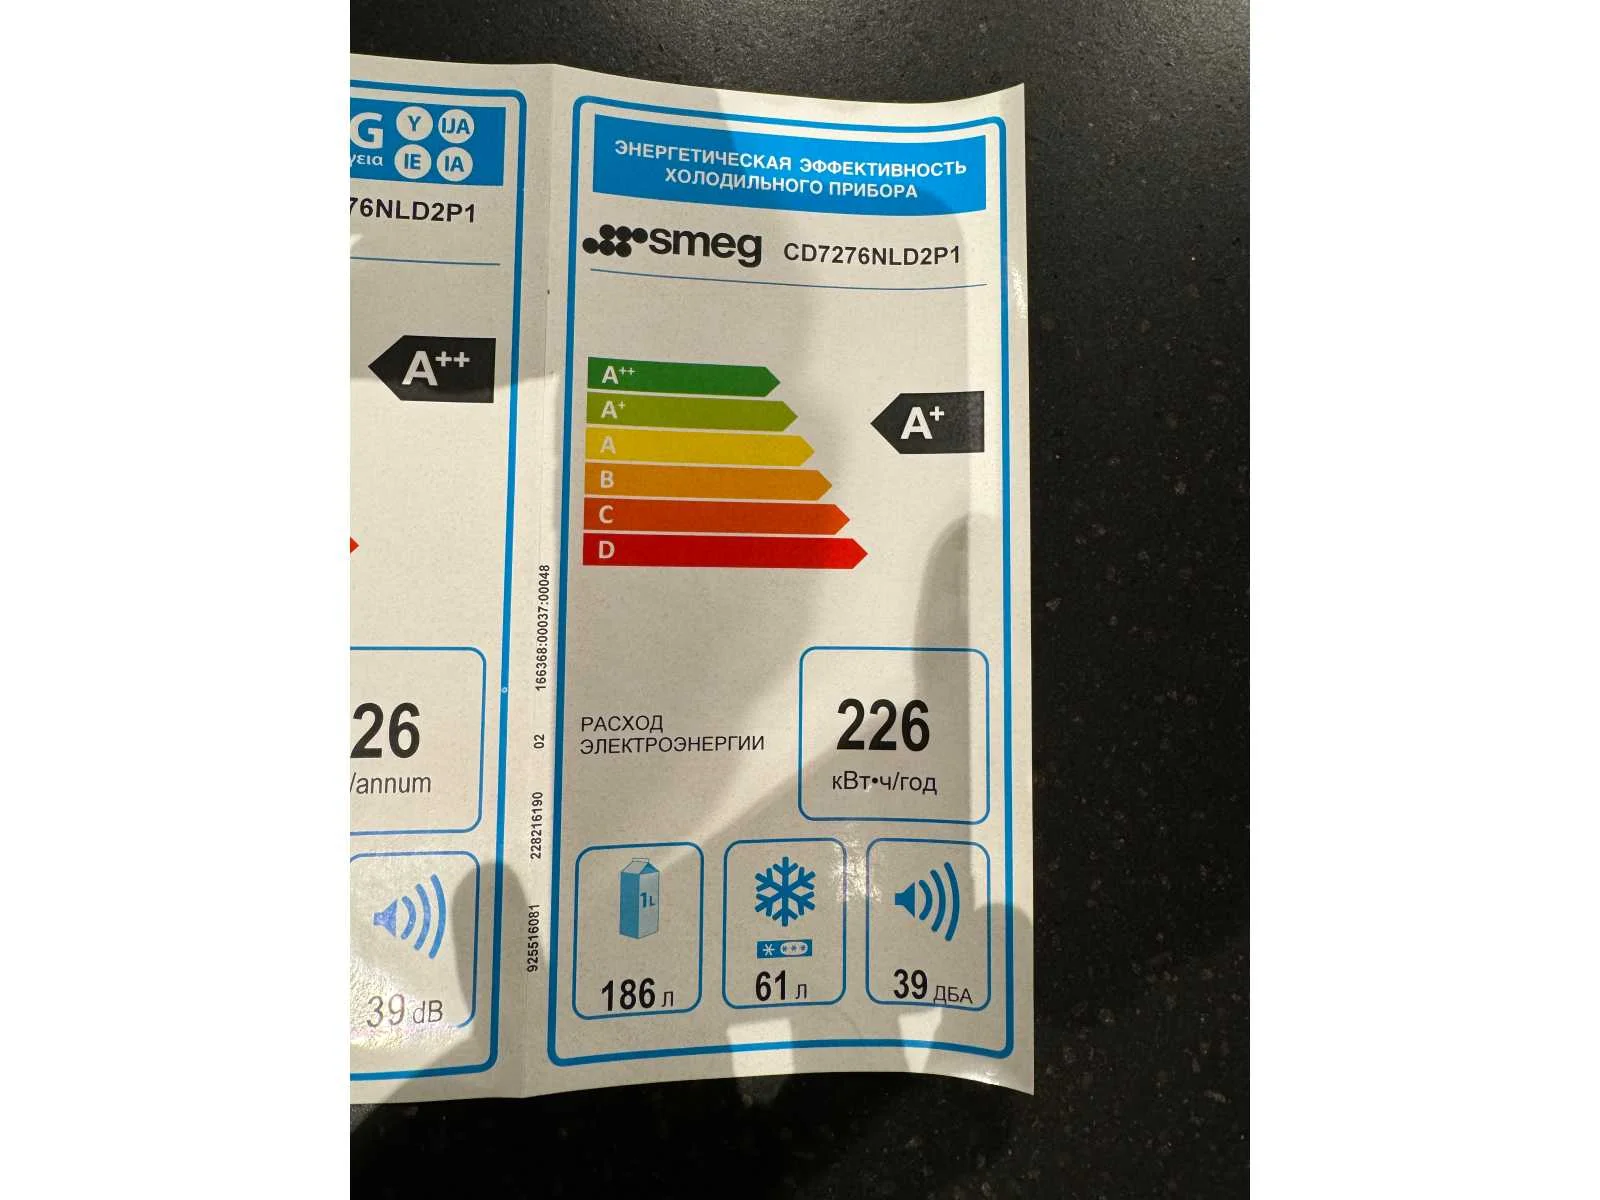 G
Y
IJA
IE
IA
γεια
76NLD2P1
A++
26
/annum
39 dB
166368:00037:00048
02
228216190
925516081
ЭНЕРГЕТИЧЕСКАЯ ЭФФЕКТИВНОСТЬ
ХОЛОДИЛЬНОГО ПРИБОРА
smeg CD7276NLD2P1
A++
A+
A
B
C
D
A+
РАСХОД
ЭЛЕКТРОЭНЕРГИИ
226
кВт•ч/год
1L
186 Л
61 Л
39 ДБА